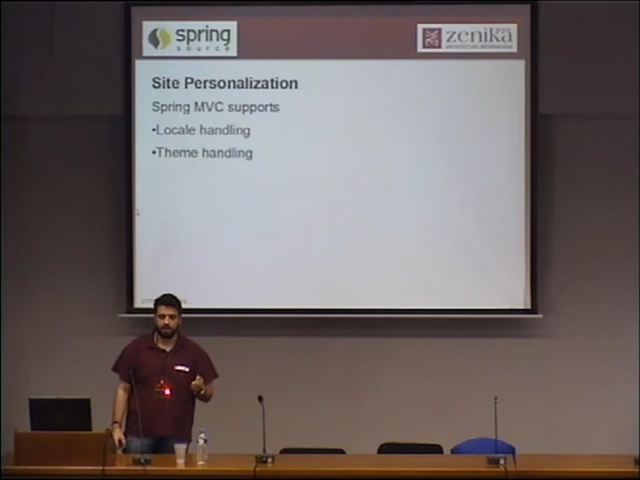 spring
source
zenika
Site Personalization
Spring MVC supports
•Locale handling
•Theme handling